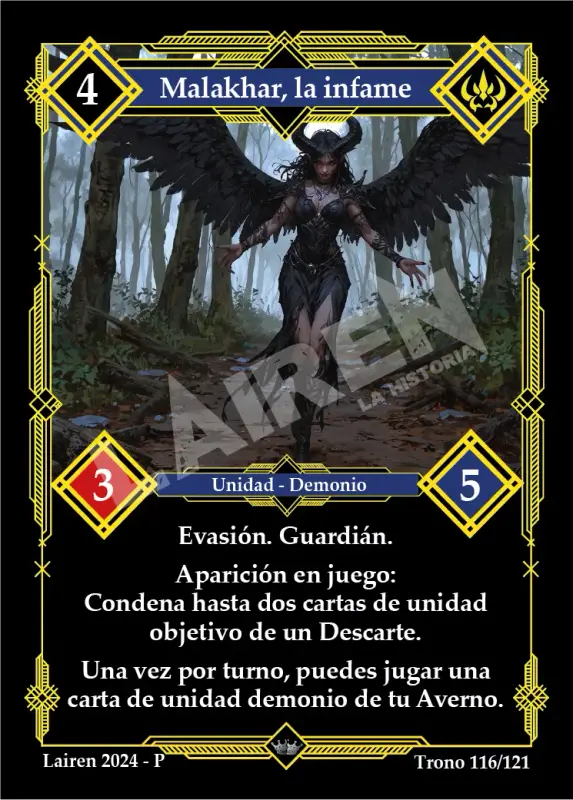 4
Malakhar, la infame
AIREN
LA HISTORIA
3
Unidad - Demonio
5
Evasión. Guardián.
Aparición en juego:
Condena hasta dos cartas de unidad
objetivo de un Descarte.
Una vez por turno, puedes jugar una
carta de unidad demonio de tu Averno.
Lairen 2024 - P
Trono 116/121